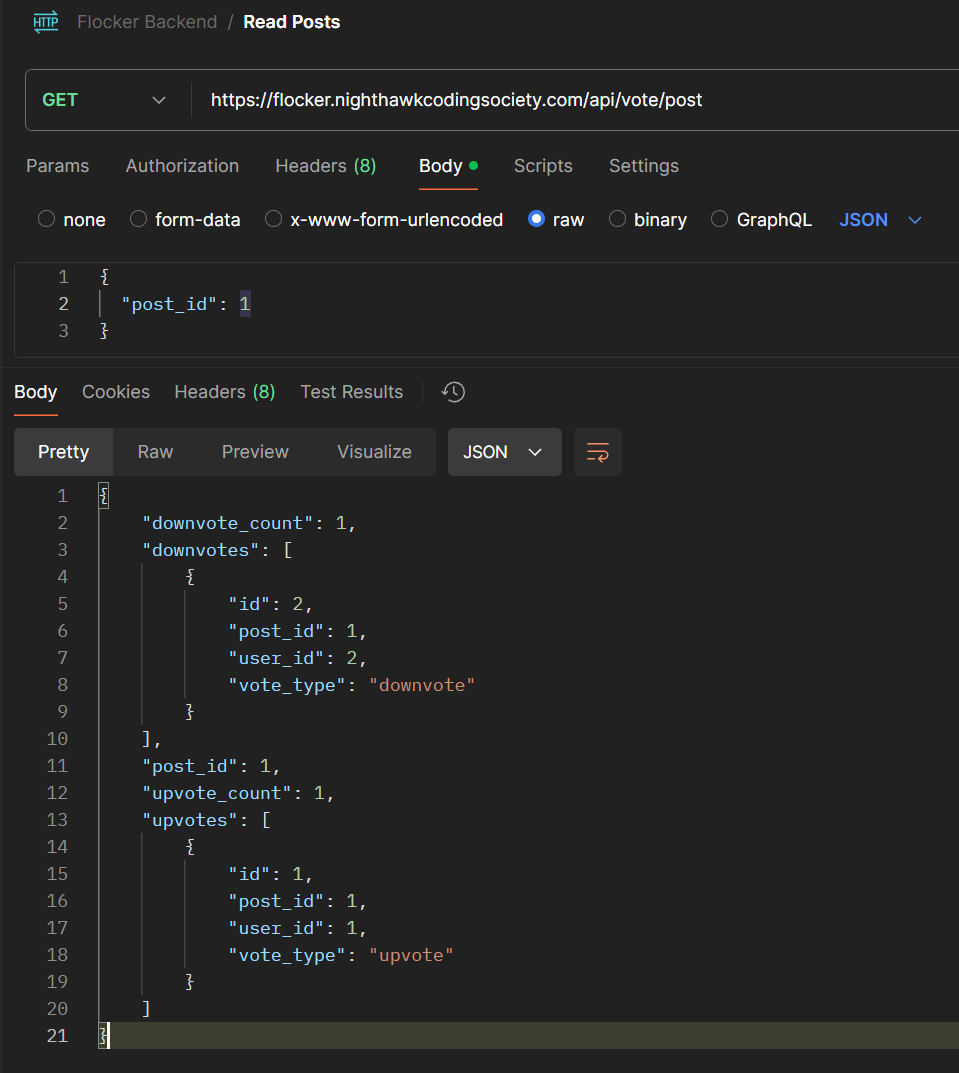 HTTP Flocker Backend / Read Posts
GET https://flocker.nighthawkcodingsociety.com/api/vote/post
Params Authorization Headers (8) Body Scripts Settings
none form-data x-www-form-urlencoded raw binary GraphQL JSON
1 {
2 "post_id": 1
3 }
Body Cookies Headers (8) Test Results
Pretty Raw Preview Visualize JSON
1 {
2 "downvote_count": 1,
3 "downvotes": [
4 {
5 "id": 2,
6 "post_id": 1,
7 "user_id": 2,
8 "vote_type": "downvote"
9 }
10 ],
11 "post_id": 1,
12 "upvote_count": 1,
13 "upvotes": [
14 {
15 "id": 1,
16 "post_id": 1,
17 "user_id": 1,
18 "vote_type": "upvote"
19 }
20 ]
21 }